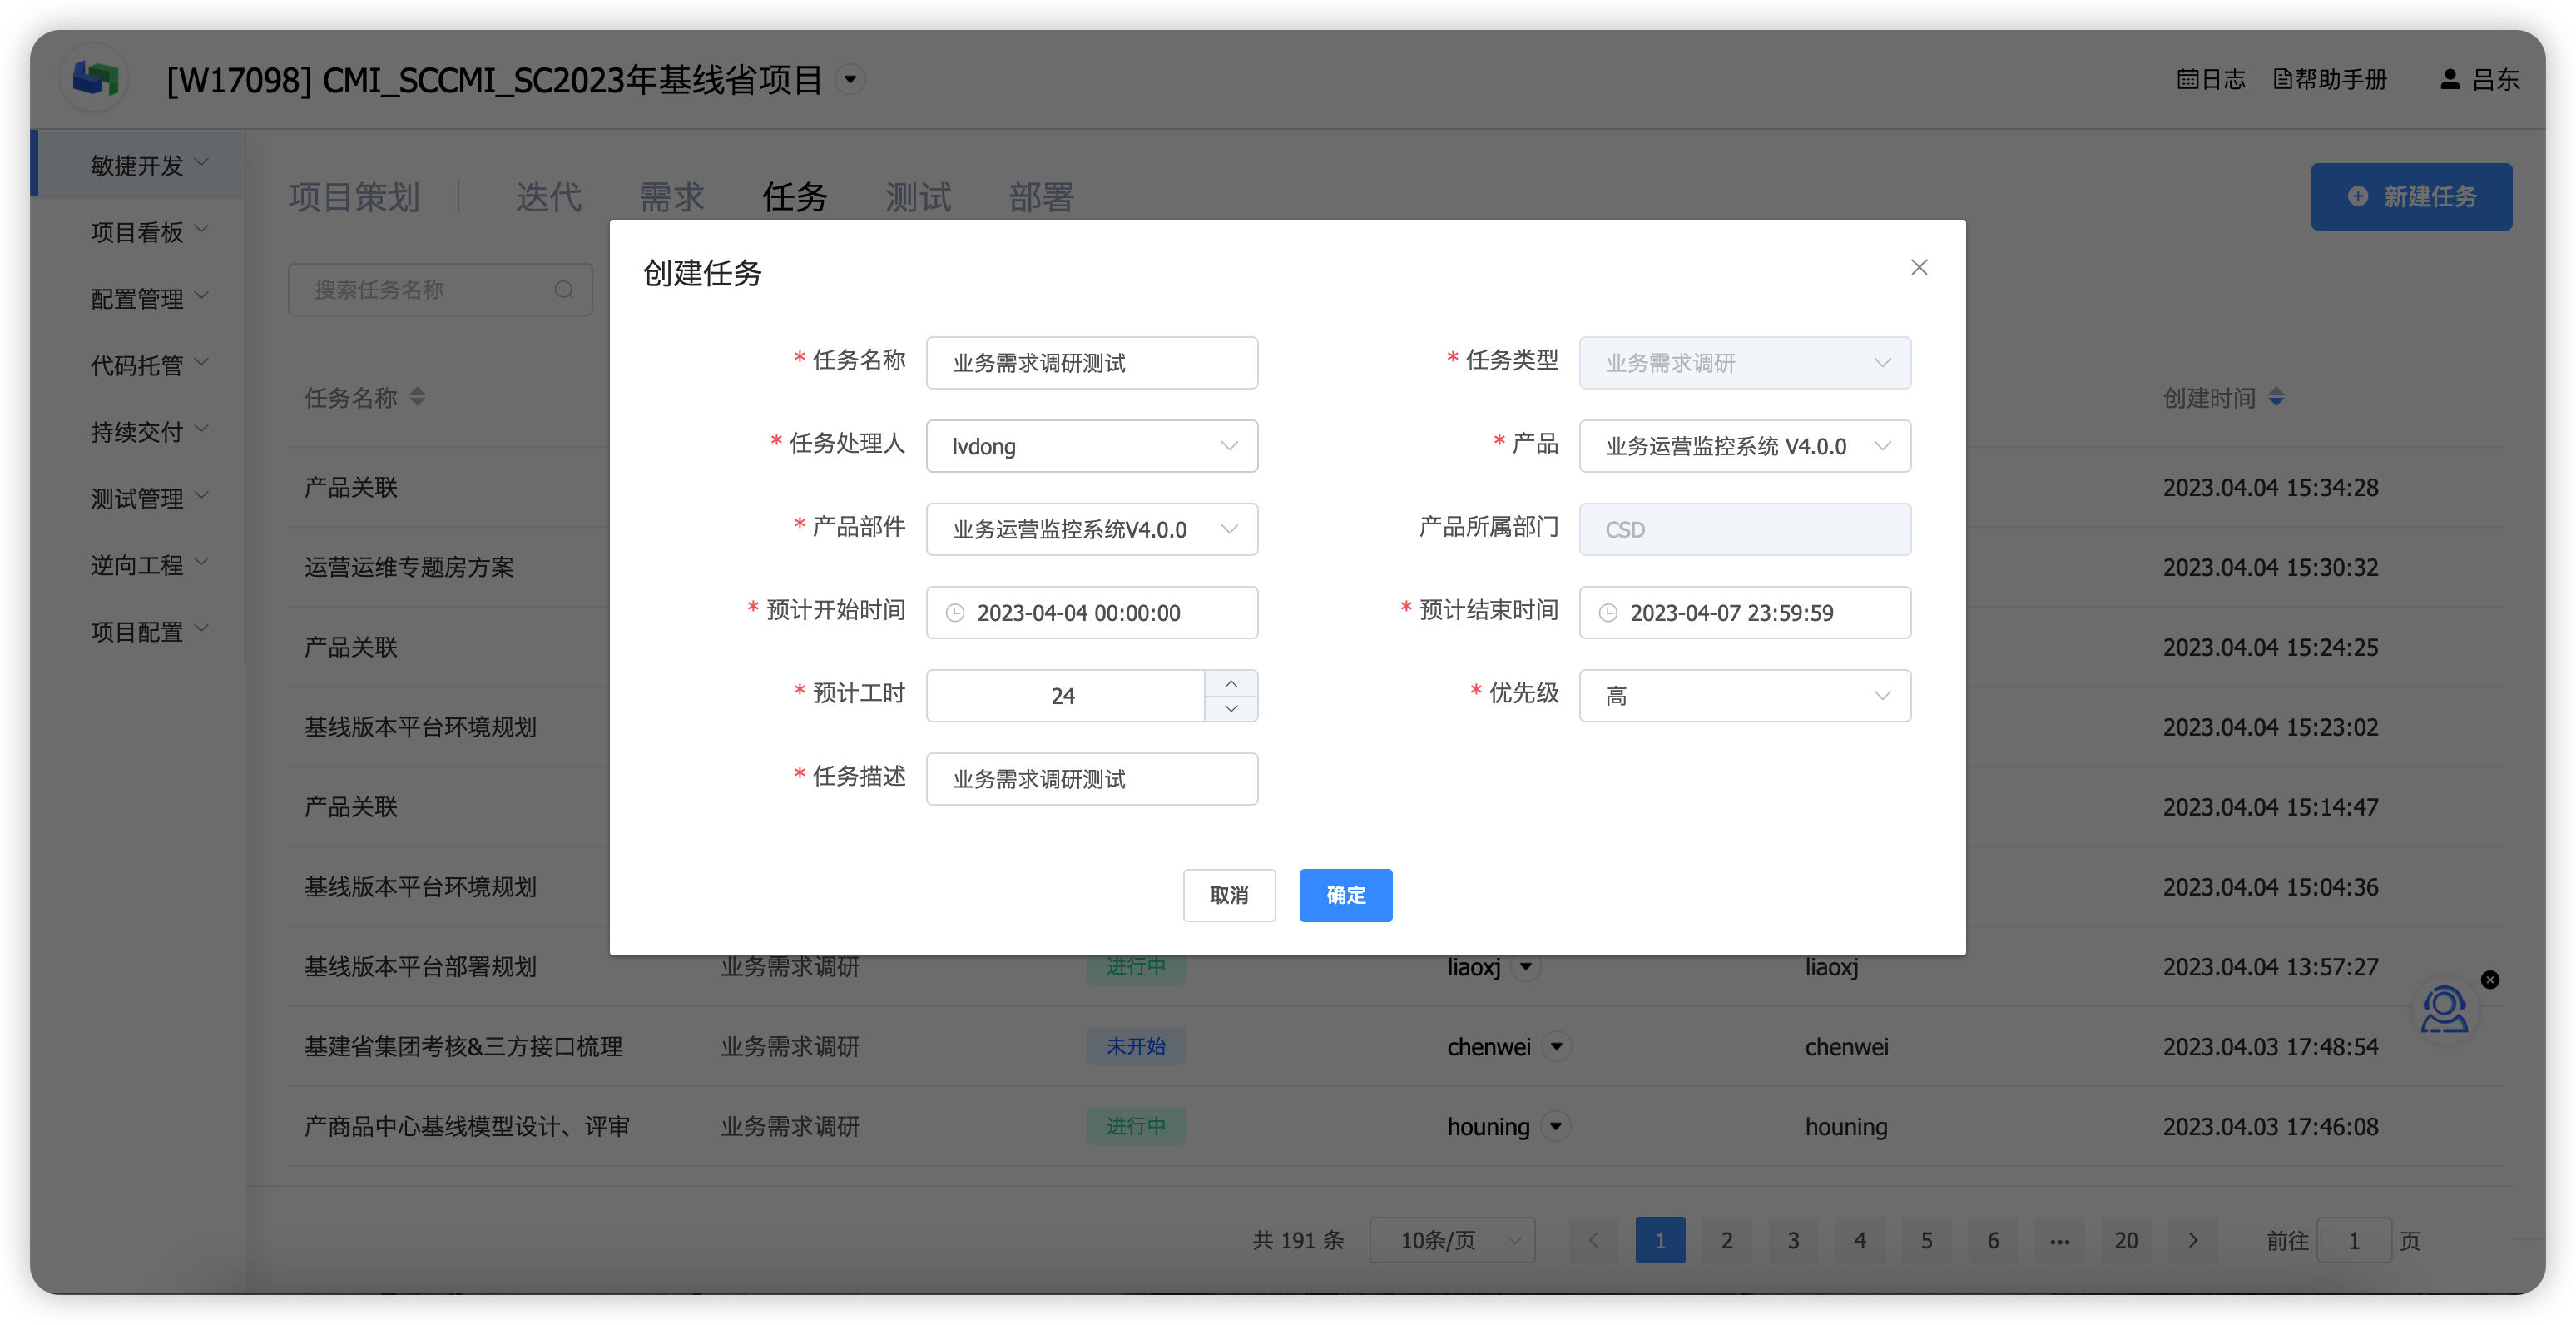 [W17098] CMI_SCCMI_SC2023年基线省项目
日志 帮助手册 吕东
敏捷开发
项目看板
配置管理
代码托管
持续交付
测试管理
逆向工程
项目配置
项目策划 迭代 需求 任务 测试 部署
新建任务
搜索任务名称
任务名称 创建时间
产品关联 2023.04.04 15:34:28
运营运维专题房方案 2023.04.04 15:30:32
产品关联 2023.04.04 15:24:25
基线版本平台环境规划 2023.04.04 15:23:02
产品关联 2023.04.04 15:14:47
基线版本平台环境规划 2023.04.04 15:04:36
基线版本平台部署规划 业务需求调研 进行中 liaoxj liaoxj 2023.04.04 13:57:27
基建省集团考核&三方接口梳理 业务需求调研 未开始 chenwei chenwei 2023.04.03 17:48:54
产商品中心基线模型设计、评审 业务需求调研 进行中 houning houning 2023.04.03 17:46:08
创建任务
* 任务名称 业务需求调研测试 * 任务类型 业务需求调研
* 任务处理人 lvdong * 产品 业务运营监控系统 V4.0.0
* 产品部件 业务运营监控系统V4.0.0 产品所属部门 CSD
* 预计开始时间 2023-04-04 00:00:00 * 预计结束时间 2023-04-07 23:59:59
* 预计工时 24 * 优先级 高
* 任务描述 业务需求调研测试
取消 确定
共 191 条 10条/页 1 2 3 4 5 6 ••• 20 前往 1 页